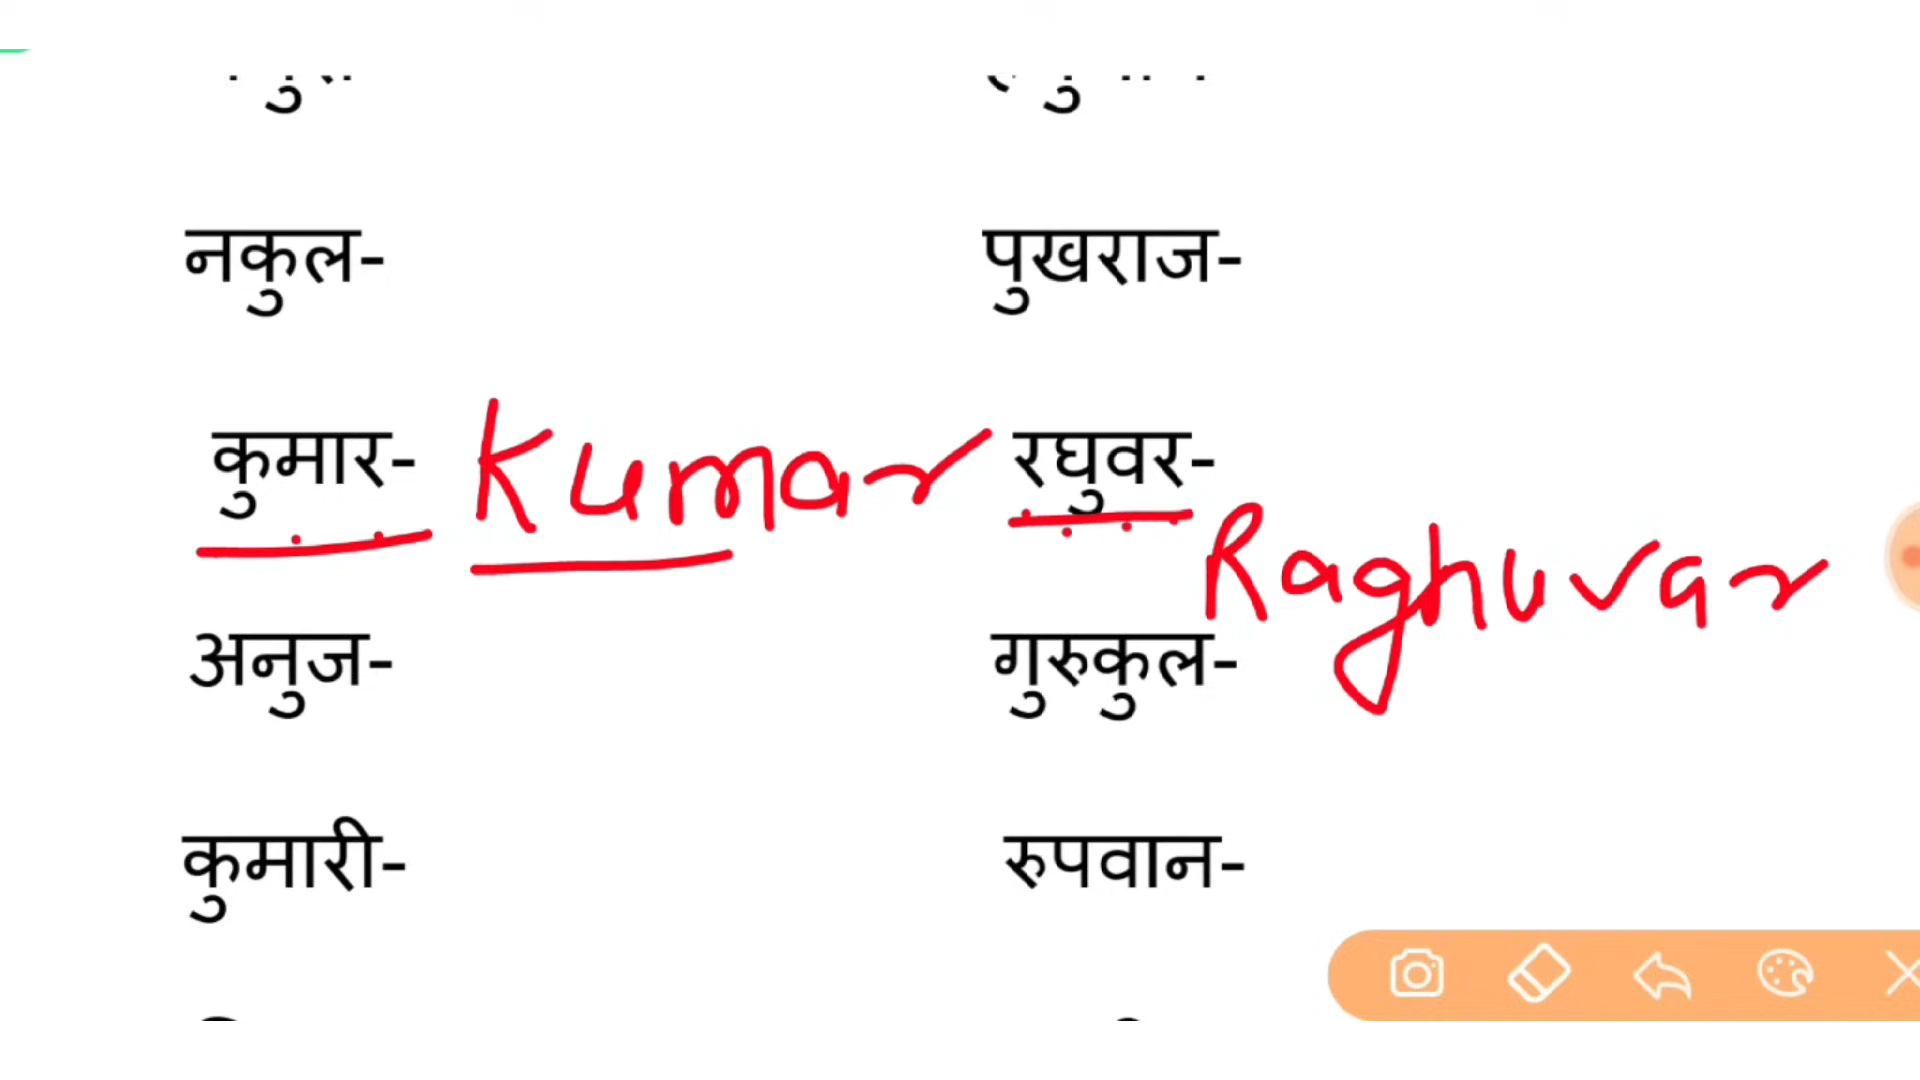 नकुल- पुखराज-
कुमार- Kumar रघुवर- Raghuvar
अनुज- गुरुकुल-
कुमारी- रुपवान-